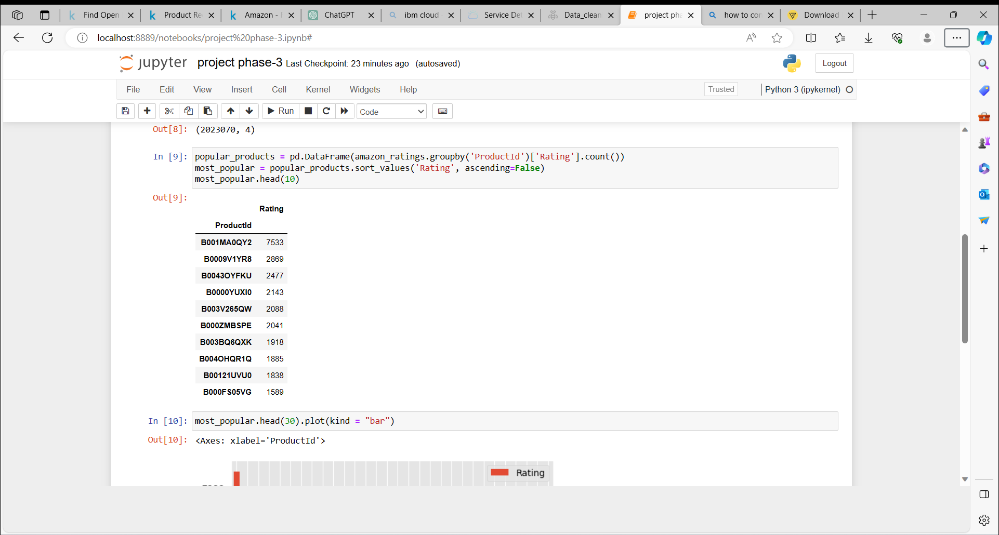 Find Open
Product Re
Amazon -
ChatGPT
ibm cloud
Service Det
Data_clean
project pha
how to con
Download
localhost:8889/notebooks/project%20phase-3.ipynb#
jupyter project phase-3 Last Checkpoint: 23 minutes ago (autosaved)
Logout
File Edit View Insert Cell Kernel Widgets Help
Trusted
Python 3 (ipykernel)
Run
Code
Out[8]: (2023070, 4)
In [9]: popular_products = pd.DataFrame(amazon_ratings.groupby('ProductId')['Rating'].count())
most_popular = popular_products.sort_values('Rating', ascending=False)
most_popular.head(10)
Out[9]:
Rating
ProductId
B001MA0QY2 7533
B0009V1YR8 2869
B0043OYFKU 2477
B0000YUXI0 2143
B003V265QW 2088
B000ZMBSPE 2041
B003BQ6QXK 1918
B004OHQR1Q 1885
B00121UVU0 1838
B000FS05VG 1589
In [10]: most_popular.head(30).plot(kind = "bar")
Out[10]: <Axes: xlabel='ProductId'>
Rating